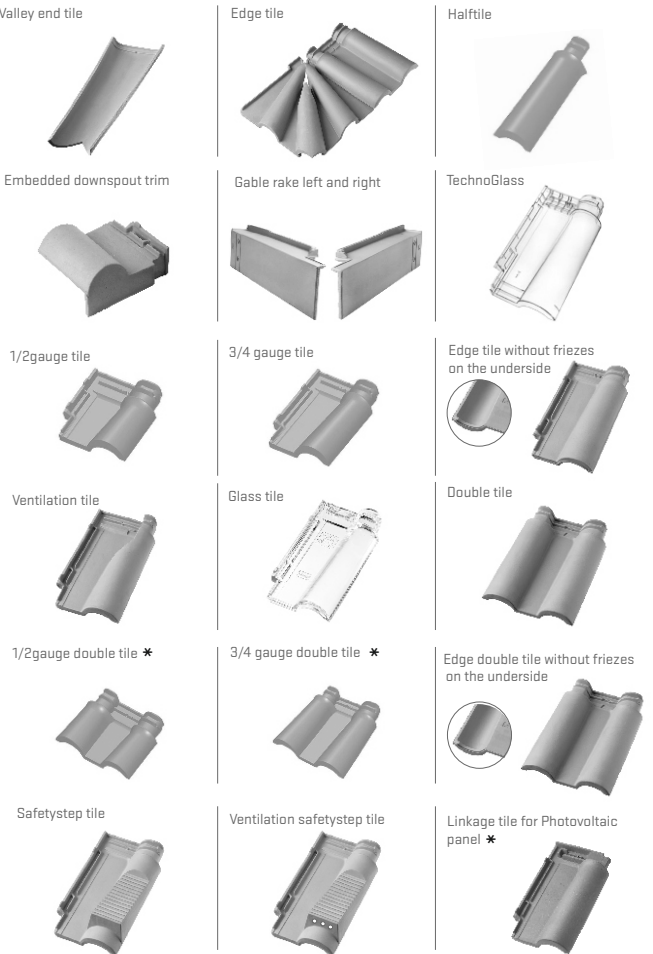 Valley end tile
Edge tile
Halftile
Embedded downspout trim
Gable rake left and right
TechnoGlass
1/2gauge tile
3/4 gauge tile
Edge tile without friezes
on the underside
Ventilation tile
Glass tile
Double tile
1/2gauge double tile *
3/4 gauge double tile *
Edge double tile without friezes
on the underside
Safetystep tile
Ventilation safetystep tile
Linkage tile for Photovoltaic
panel *